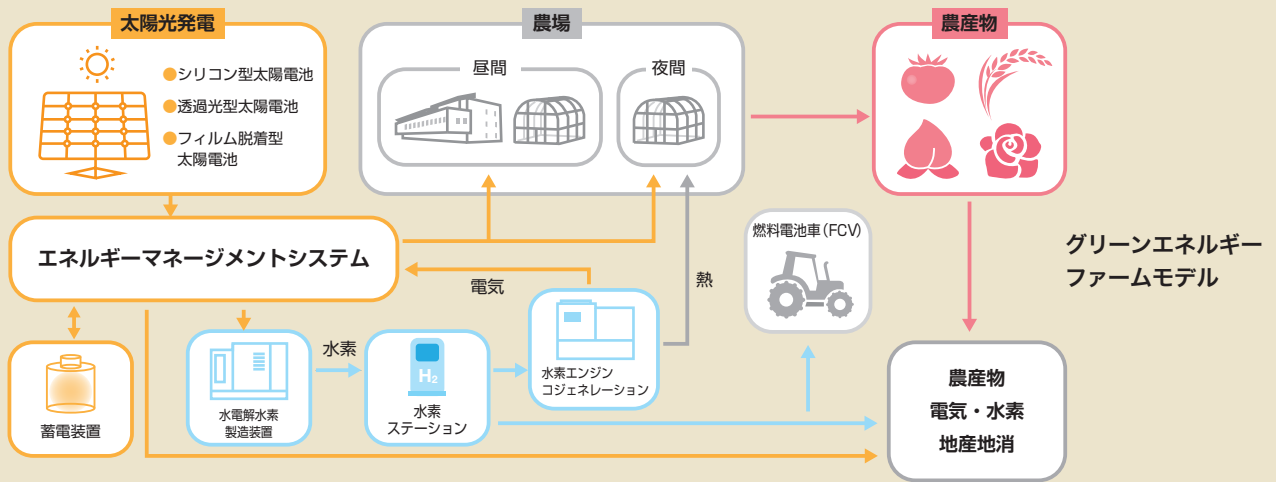 太陽光発電
●シリコン型太陽電池
●透過光型太陽電池
●フィルム脱着型
太陽電池
農場
昼間
夜間
農産物
エネルギーマネージメントシステム
電気
熱
燃料電池車(FCV)
グリーンエネルギー
ファームモデル
蓄電装置
水電解水素
製造装置
水素
H₂
水素
ステーション
水素エンジン
コジェネレーション
農産物
電気・水素
地産地消